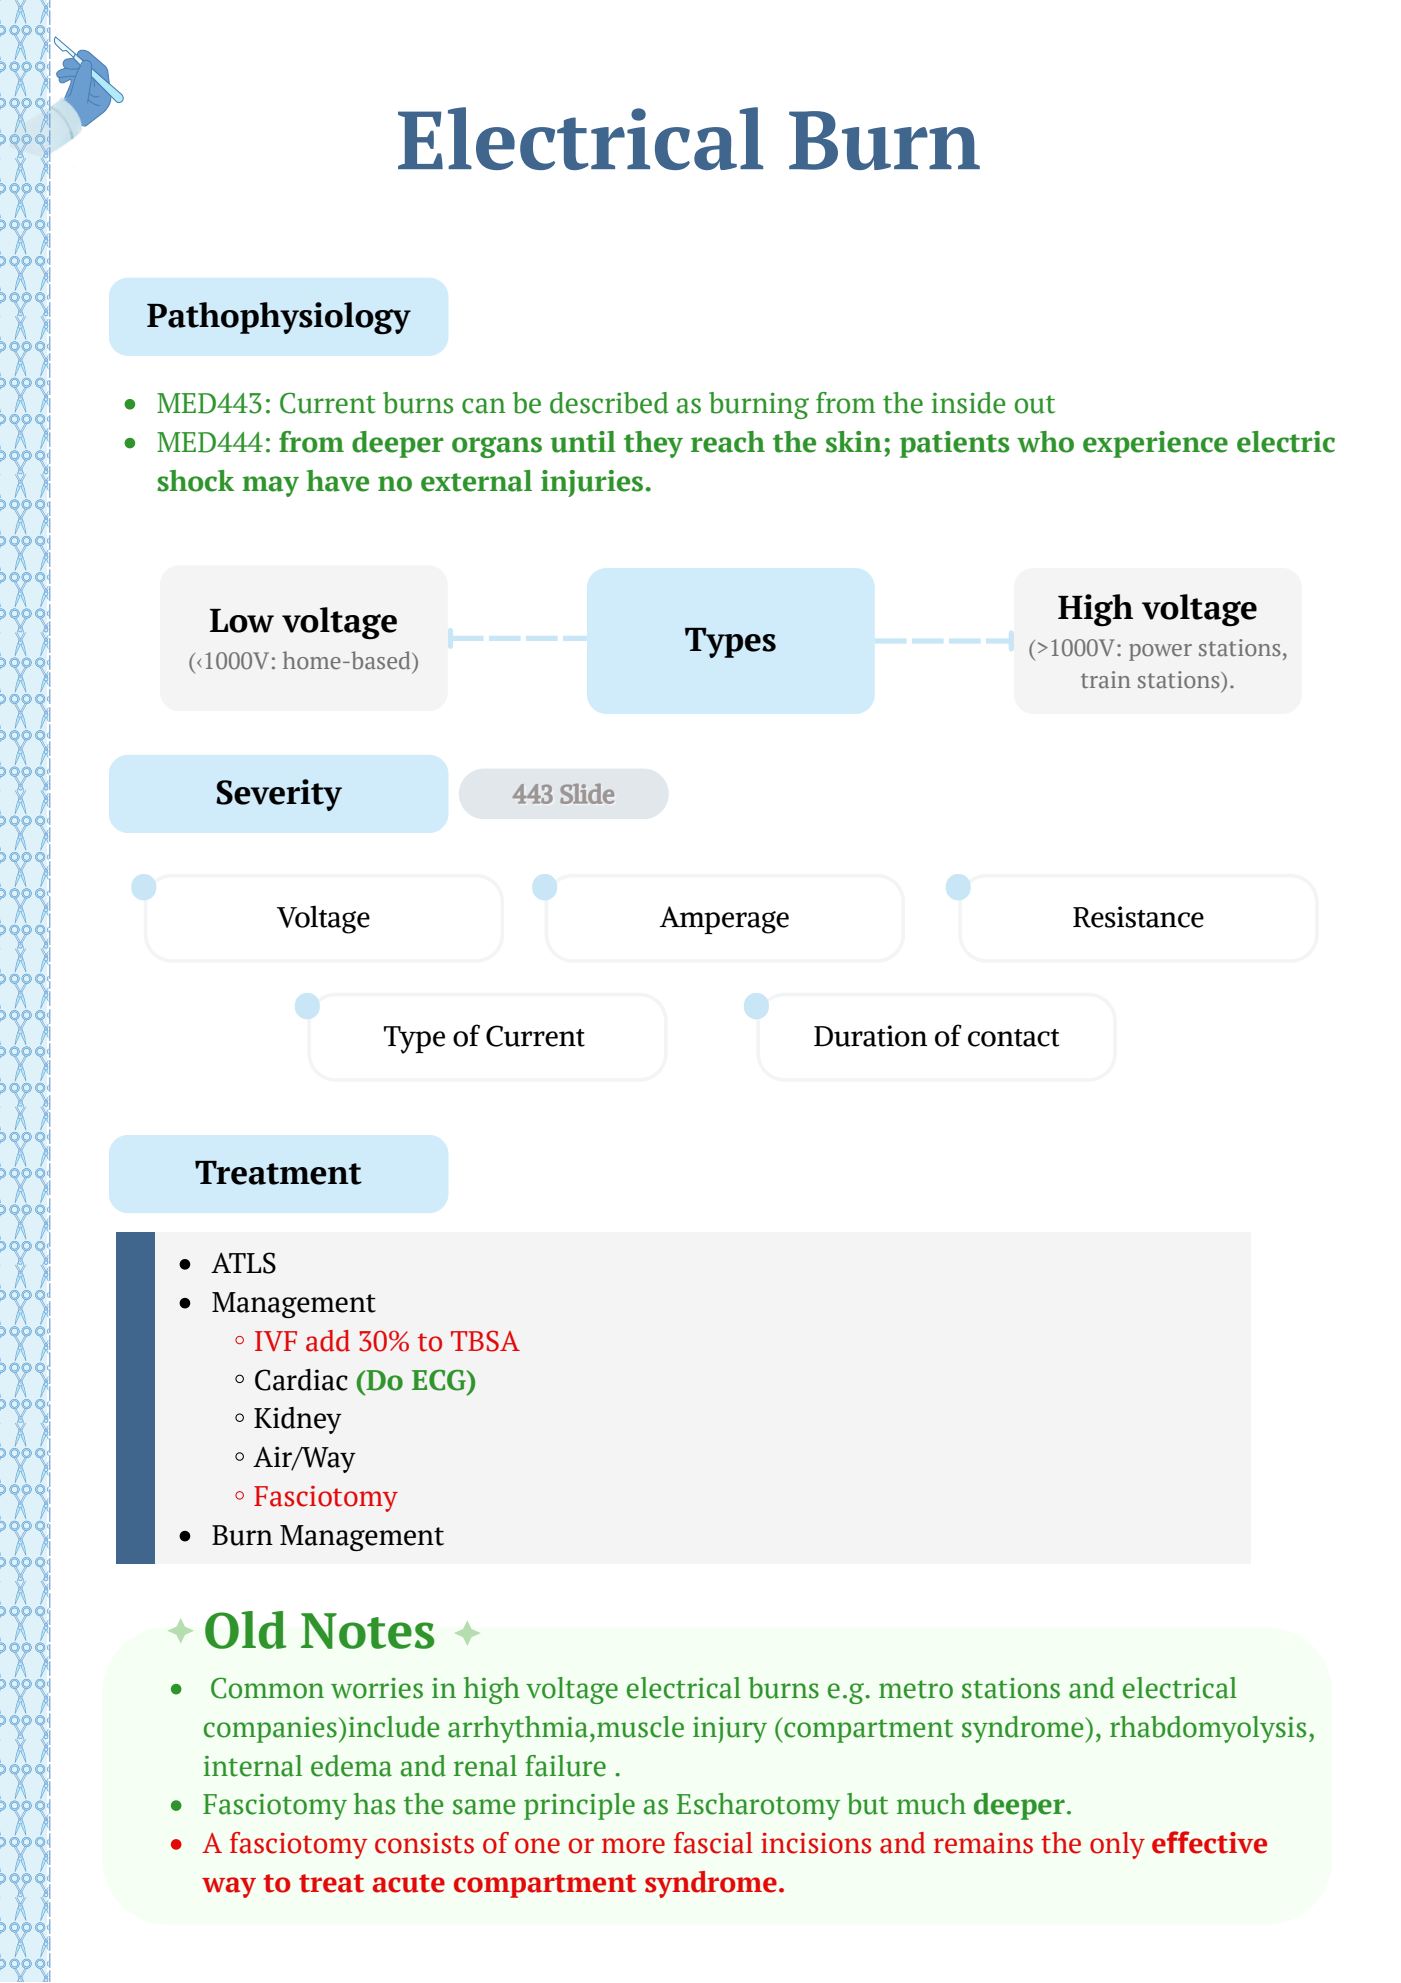 Electrical Burn
Pathophysiology
• MED443: Current burns can be described as burning from the inside out
• MED444: from deeper organs until they reach the skin; patients who experience electric
shock may have no external injuries.
Low voltage
(‹1000V: home-based)
Types
High voltage
(>1000V: power stations,
train stations).
Severity
443 Slide
Voltage
Amperage
Resistance
Type of Current
Duration of contact
Treatment
• ATLS
• Management
◦ IVF add 30% to TBSA
◦ Cardiac (Do ECG)
◦ Kidney
◦ Air/Way
◦ Fasciotomy
• Burn Management
Old Notes
• Common worries in high voltage electrical burns e.g. metro stations and electrical
companies)include arrhythmia,muscle injury (compartment syndrome), rhabdomyolysis,
internal edema and renal failure .
• Fasciotomy has the same principle as Escharotomy but much deeper.
• A fasciotomy consists of one or more fascial incisions and remains the only effective
way to treat acute compartment syndrome.